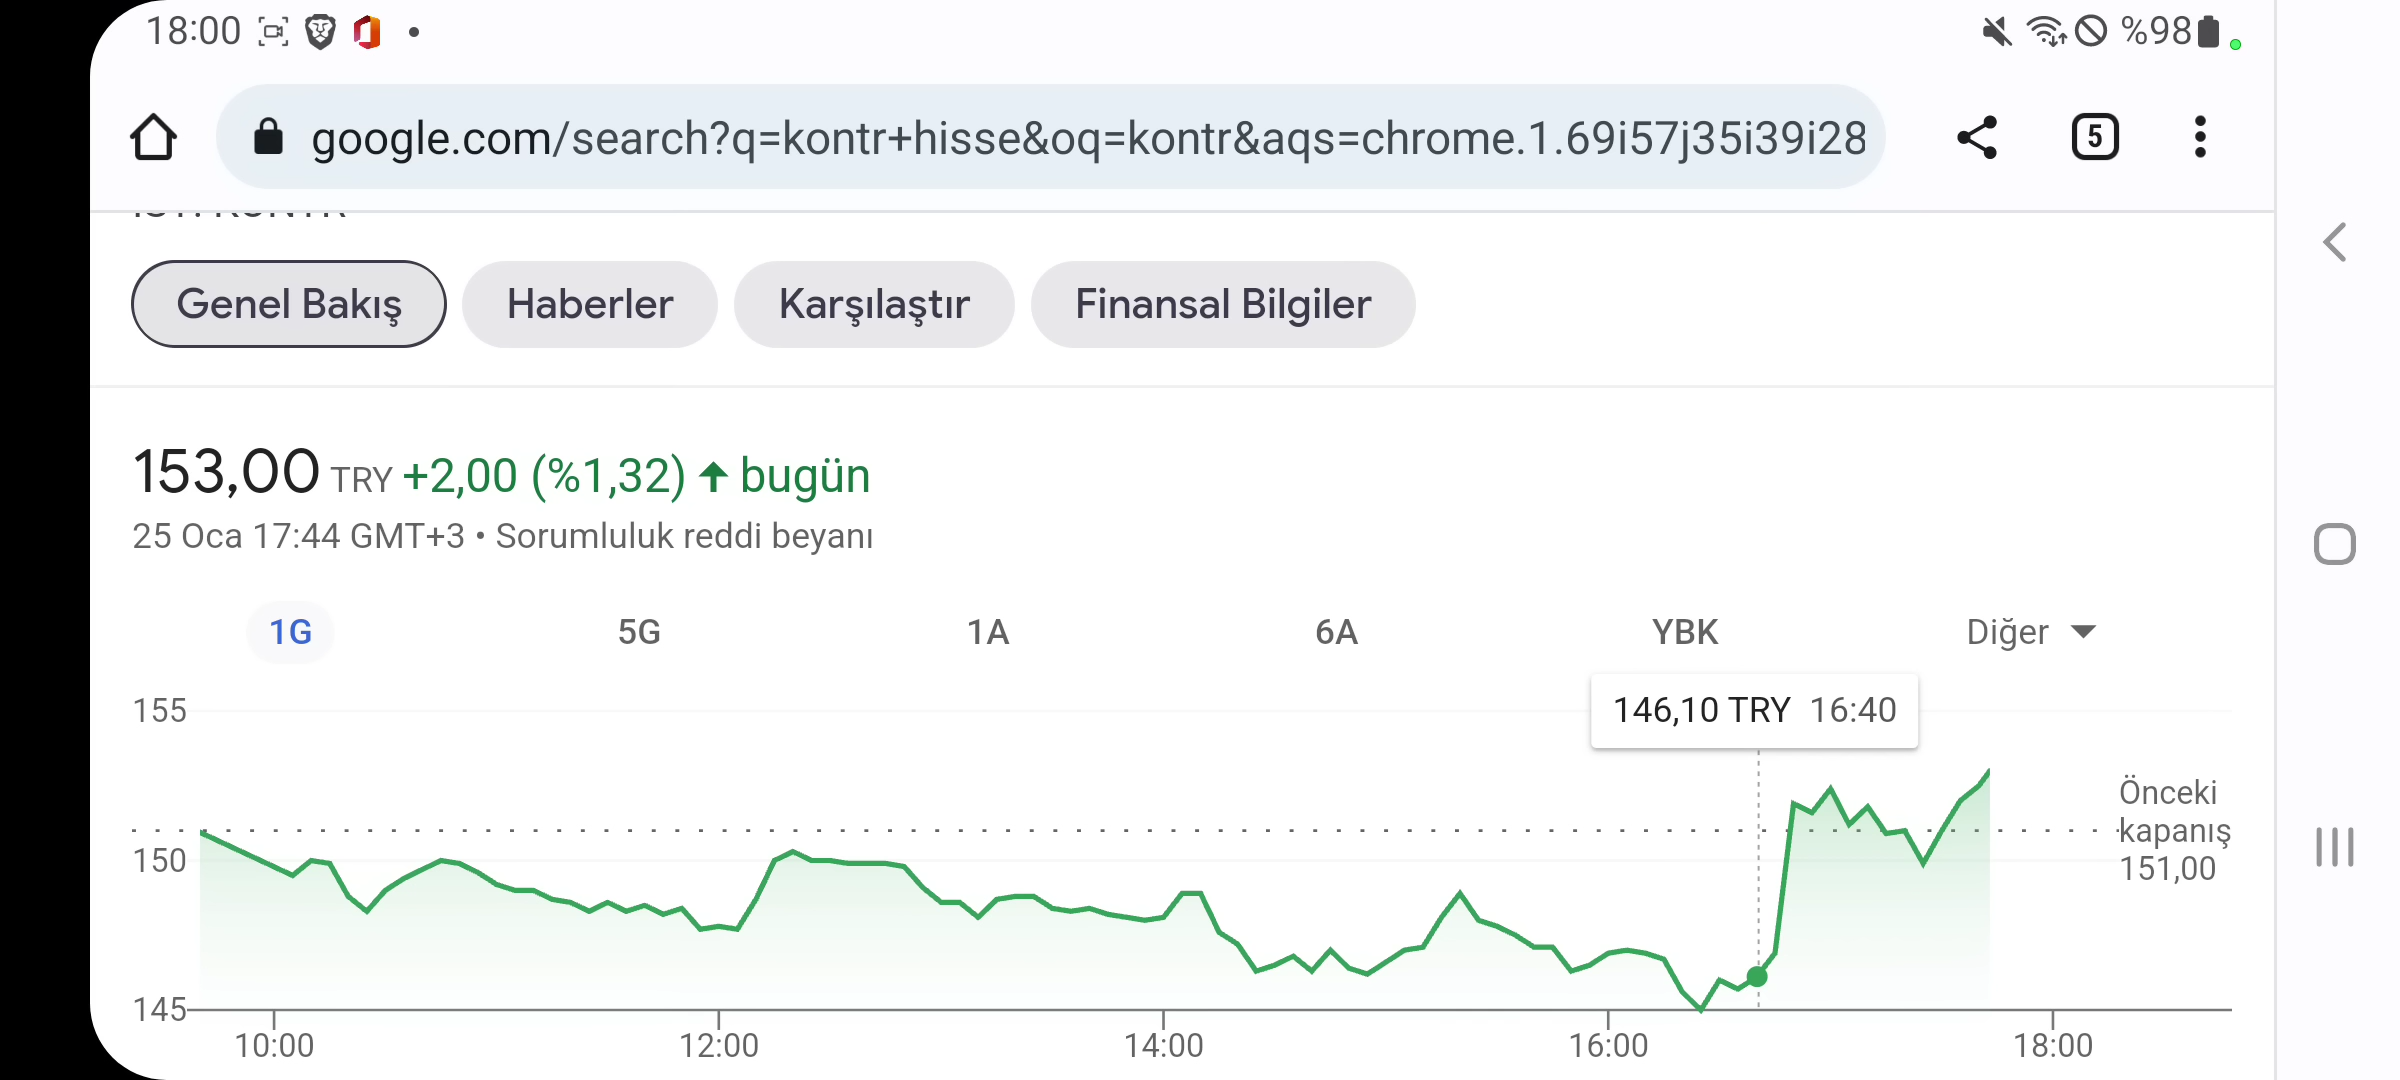 18:00
%98
google.com/search?q=kontr+hisse&oq=kontr&aqs=chrome.1.69i57j35i39i28
5
Genel Bakış Haberler Karşılaştır Finansal Bilgiler
153,00 TRY +2,00 (%1,32) bugün
25 Oca 17:44 GMT+3 • Sorumluluk reddi beyanı
1G 5G 1A 6A YBK Diğer
146,10 TRY 16:40
155
150
145
Önceki
kapanış
151,00
10:00 12:00 14:00 16:00 18:00